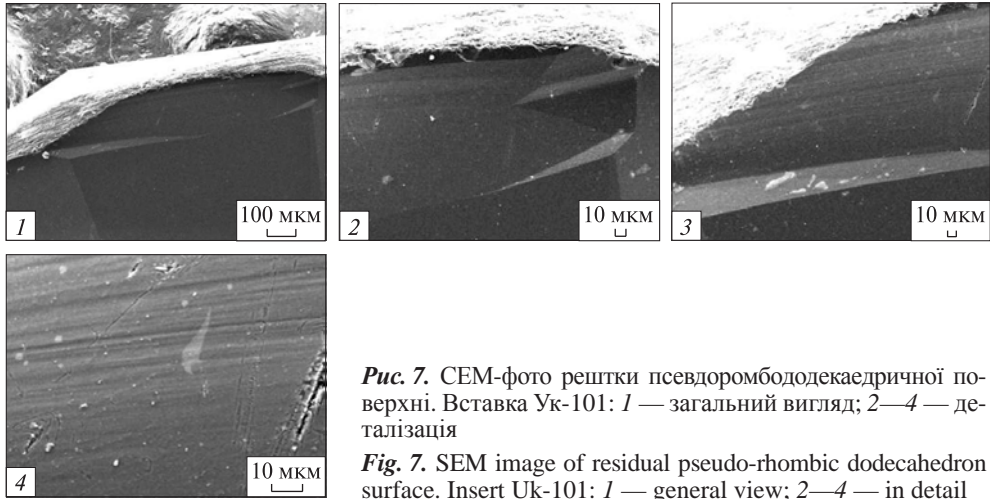 1
100 мкм
2
10 мкм
3
10 мкм
4
10 мкм
Рис. 7. СЕМ-фото рештки псевдоромбододекаедричної по-
верхні. Вставка Ук-101: 1 — загальний вигляд; 2—4 — де-
талізація
Fig. 7. SEM image of residual pseudo-rhombic dodecahedron
surface. Insert Uk-101: 1 — general view; 2—4 — in detail